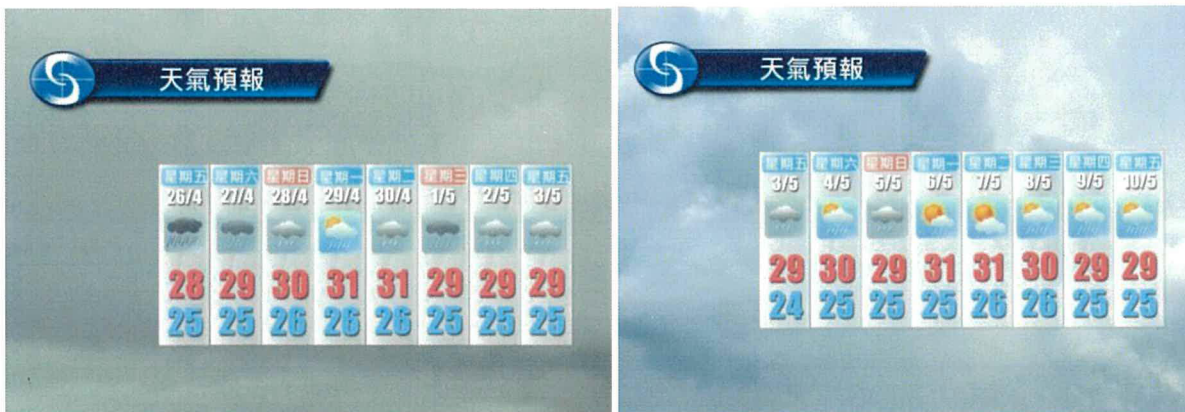 天氣預報
星期五 星期六 星期日 星期一 星期二 星期三 星期四 星期五
26/4 27/4 28/4 29/4 30/4 1/5 2/5 3/5
28 29 30 31 31 29 29 29
25 25 26 26 26 25 25 25
天氣預報
星期五 星期六 星期日 星期一 星期二 星期三 星期四 星期五
3/5 4/5 5/5 6/5 7/5 8/5 9/5 10/5
29 30 29 31 31 30 29 29
24 25 25 25 26 26 25 25